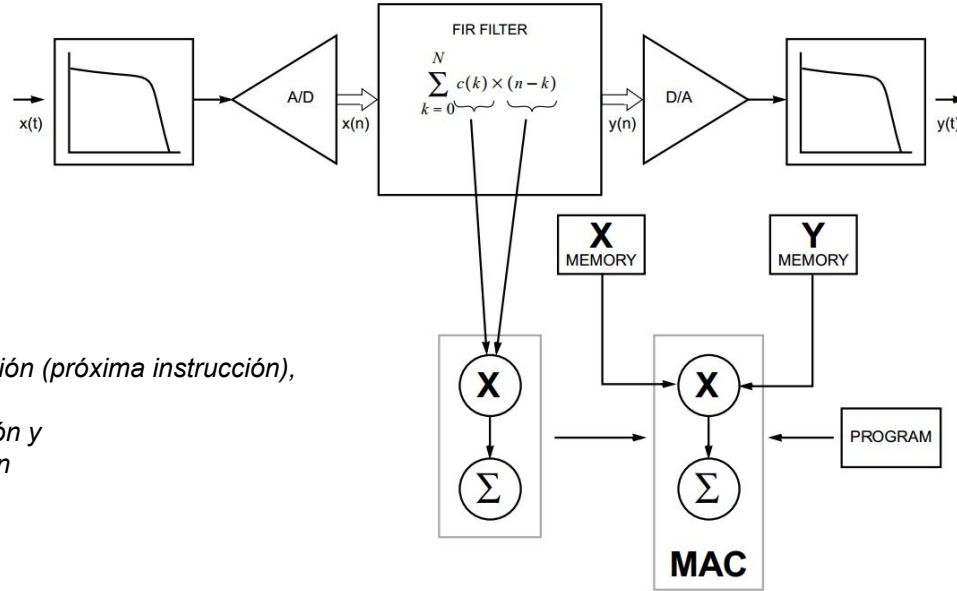 FIR FILTER
N
∑ c(k) × (n – k)
k = 0
A/D
D/A
x(t)
x(n)
y(n)
y(t)
X
MEMORY
Y
MEMORY
ión (próxima instrucción),
ón y
n
X
Σ
X
Σ
MAC
PROGRAM